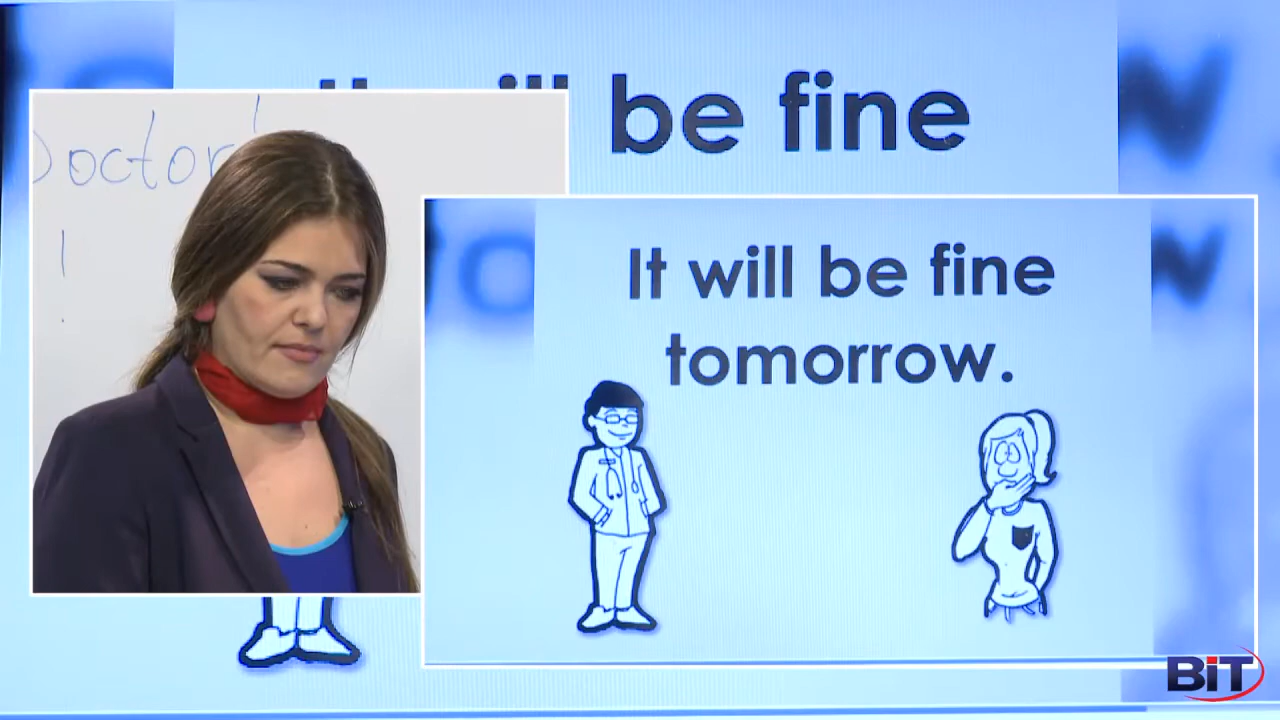 be fine
Doctor
It will be fine
tomorrow.
BiT